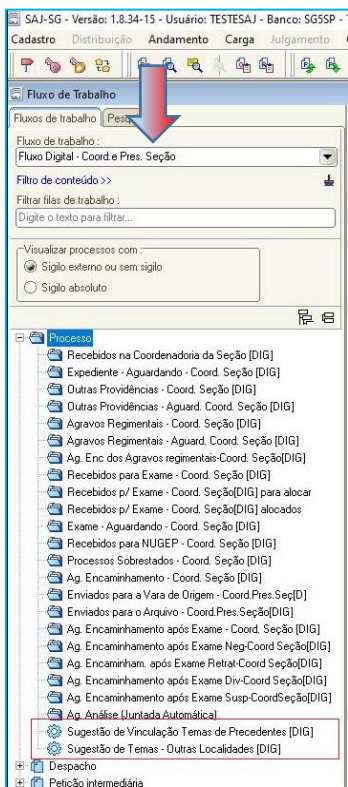 SAJ-SG - Versão: 1.8.34-15 - Usuário: TESTESAJ - Banco: SG5SP -
Cadastro Distribuição Andamento Carga Julgamento
Fluxo de Trabalho
Fluxos de trabalho
Fluxo de trabalho :
Fluxo Digital - Coord.e Pres. Seção
Filtro de conteúdo >>
Filtrar filas de trabalho :
Digite o texto para filtrar...
Visualizar processos com :
Sigilo externo ou sem sigilo
Sigilo absoluto
Processo
Recebidos na Coordenadoria da Seção [DIG]
Expediente - Aguardando - Coord. Seção [DIG]
Outras Providências - Coord. Seção [DIG]
Outras Providências - Aguard. Coord. Seção [DIG]
Agravos Regimentais - Coord. Seção [DIG]
Agravos Regimentais - Aguard. Coord. Seção [DIG]
Ag. Enc dos Agravos regimentais-Coord. Seção[DIG]
Recebidos para Exame - Coord. Seção [DIG]
Recebidos p/ Exame - Coord. Seção[DIG] para alocar
Recebidos p/ Exame - Coord. Seção[DIG] alocados
Exame - Aguardando - Coord. Seção [DIG]
Recebidos para NUGEP - Coord. Seção [DIG]
Processos Sobrestados - Coord. Seção [DIG]
Ag. Encaminhamento - Coord. Seção [DIG]
Enviados para a Vara de Origem - Coord.Pres.Seç[D]
Enviados para o Arquivo - Coord.Pres.Seção[DIG]
Ag. Encaminhamento após Exame - Coord. Seção [DIG]
Ag. Encaminhamento após Exame Neg-Coord Seção[DIG]
Ag. Encaminham. após Exame Retrat-Coord Seção[DIG]
Ag. Encaminhamento após Exame Div-Coord Seção[DIG]
Ag. Encaminhamento após Exame Susp-CoordSeção[DIG]
Ag. Análise (Juntada Automática)
Sugestão de Vinculação Temas de Precedentes [DIG]
Sugestão de Temas - Outras Localidades [DIG]
Despacho
Petição intermediária